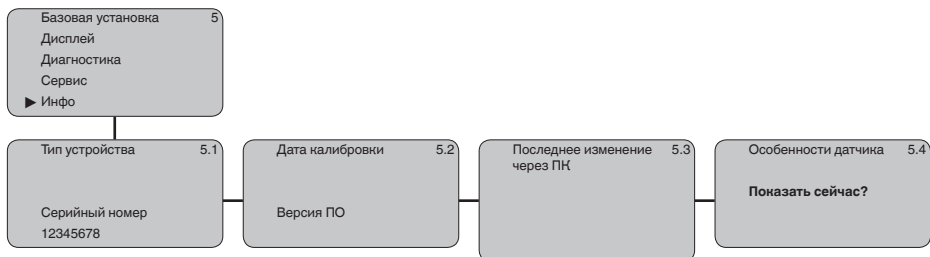 Базовая установка 5
Дисплей
Диагностика
Сервис
▶ Инфо
Тип устройства 5.1
Серийный номер
12345678
Дата калибровки 5.2
Версия ПО
Последнее изменение 5.3
через ПК
Особенности датчика 5.4
Показать сейчас?